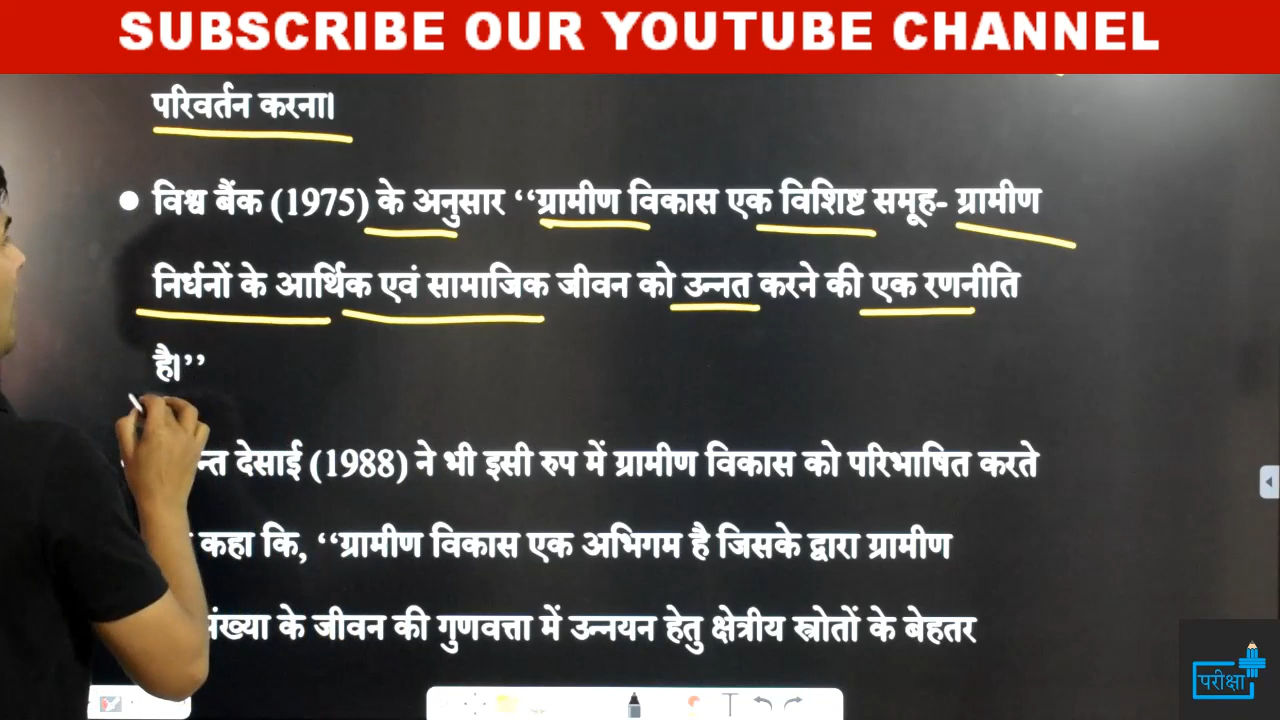 SUBSCRIBE OUR YOUTUBE CHANNEL
परिवर्तन करना।
विश्व बैंक (1975) के अनुसार ‘‘ग्रामीण विकास एक विशिष्ट समूह- ग्रामीण
निर्धनों के आर्थिक एवं सामाजिक जीवन को उन्नत करने की एक रणनीति
है।’’
देसाई (1988) ने भी इसी रुप में ग्रामीण विकास को परिभाषित करते
कहा कि, ‘‘ग्रामीण विकास एक अभिगम है जिसके द्वारा ग्रामीण
के जीवन की गुणवत्ता में उन्नयन हेतु क्षेत्रीय स्त्रोतों के बेहतर
परीक्षा